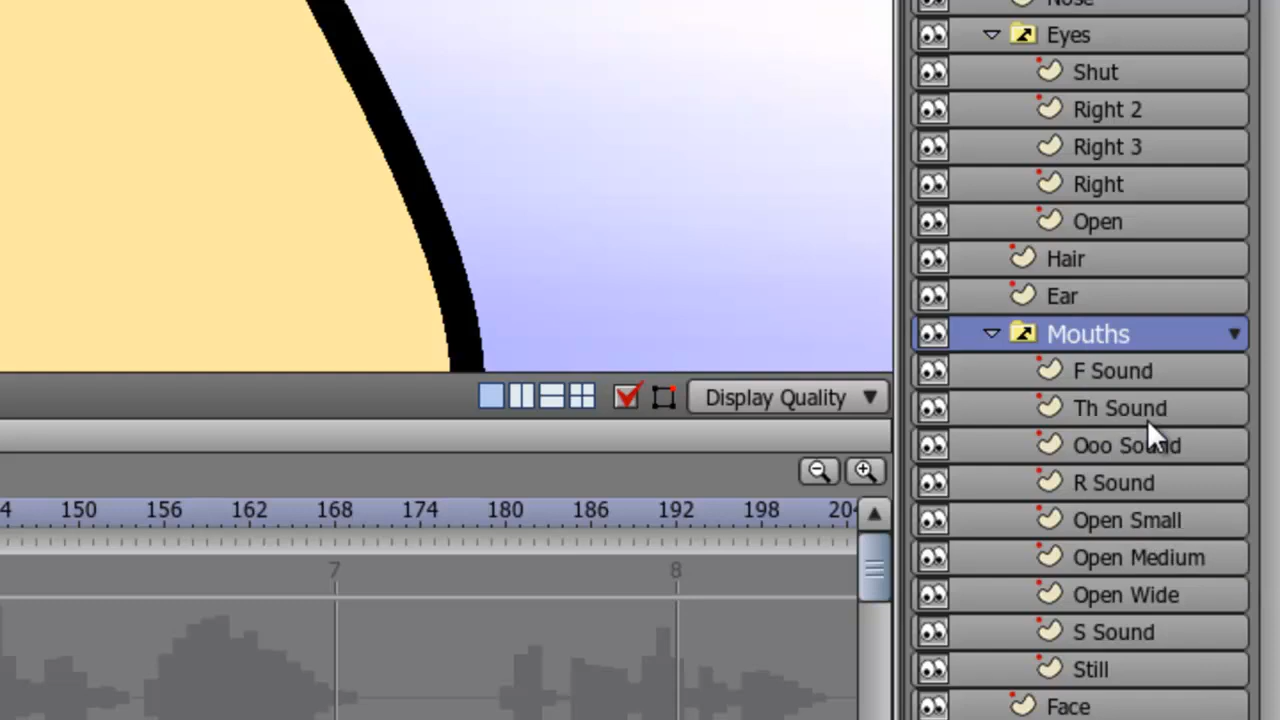 Nose
Eyes
Shut
Right 2
Right 3
Right
Open
Hair
Ear
Mouths
F Sound
Th Sound
Ooo Sound
R Sound
Open Small
Open Medium
Open Wide
S Sound
Still
Face
Display Quality
4 150 156 162 168 174 180 186 192 198 204
7 8